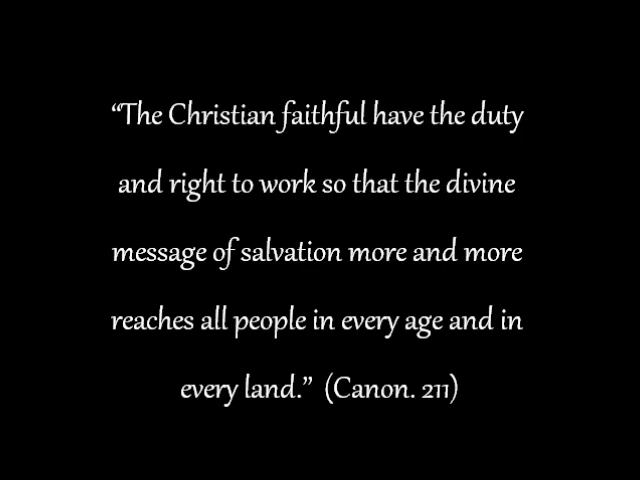 “The Christian faithful have the duty
and right to work so that the divine
message of salvation more and more
reaches all people in every age and in
every land.” (Canon. 211)